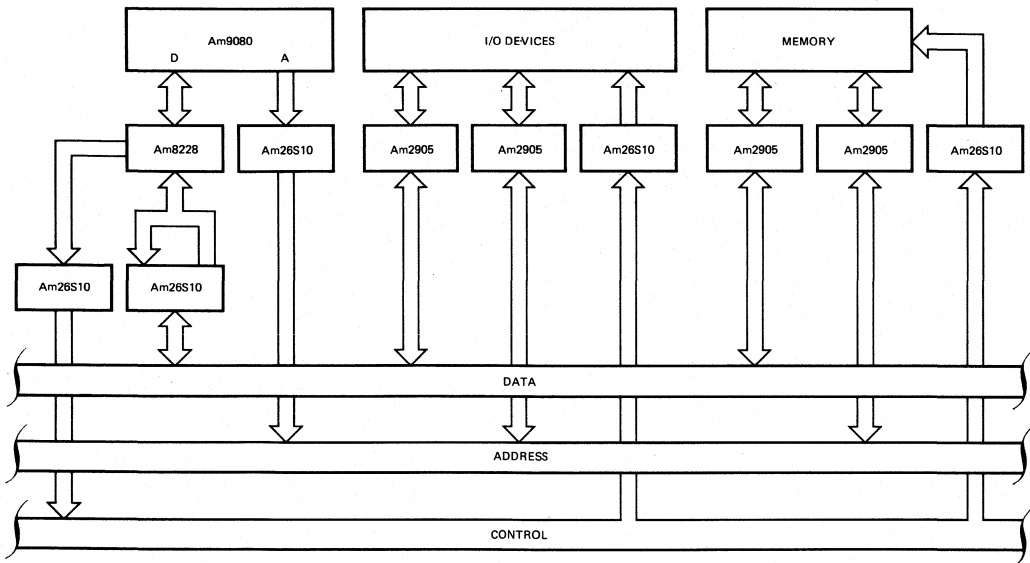 Am9080
I/O DEVICES
MEMORY
D
A
Am8228
Am26S10
Am2905
Am2905
Am26S10
Am2905
Am2905
Am26S10
Am26S10
Am26S10
DATA
ADDRESS
CONTROL